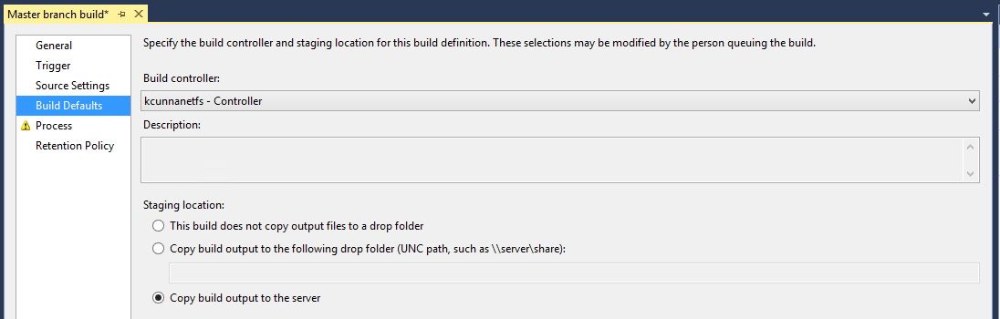 Master branch build*
General
Trigger
Source Settings
Build Defaults
Process
Retention Policy
Specify the build controller and staging location for this build definition. These selections may be modified by the person queuing the build.
Build controller:
kcunnanetfs - Controller
Description:
Staging location:
This build does not copy output files to a drop folder
Copy build output to the following drop folder (UNC path, such as \\server\share):
Copy build output to the server